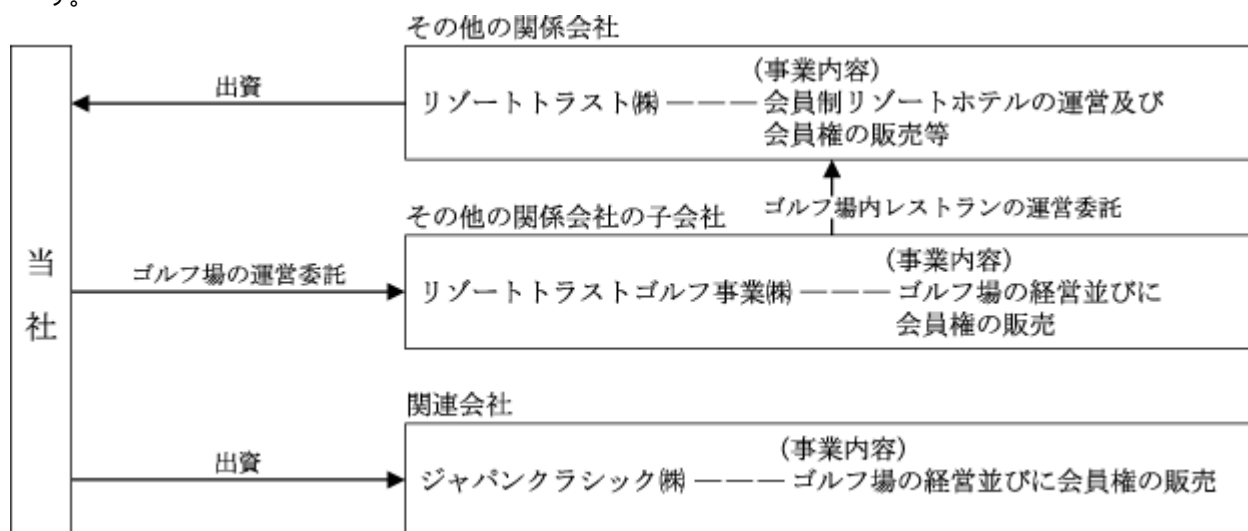 す。
その他の関係会社
(事業内容)
出資
リゾートトラスト㈱ ――― 会員制リゾートホテルの運営及び
会員権の販売等
ゴルフ場内レストランの運営委託
その他の関係会社の子会社
(事業内容)
当社
ゴルフ場の運営委託
リゾートトラストゴルフ事業㈱ ――― ゴルフ場の経営並びに
会員権の販売
関連会社
(事業内容)
出資
ジャパンクラシック㈱ ――― ゴルフ場の経営並びに会員権の販売